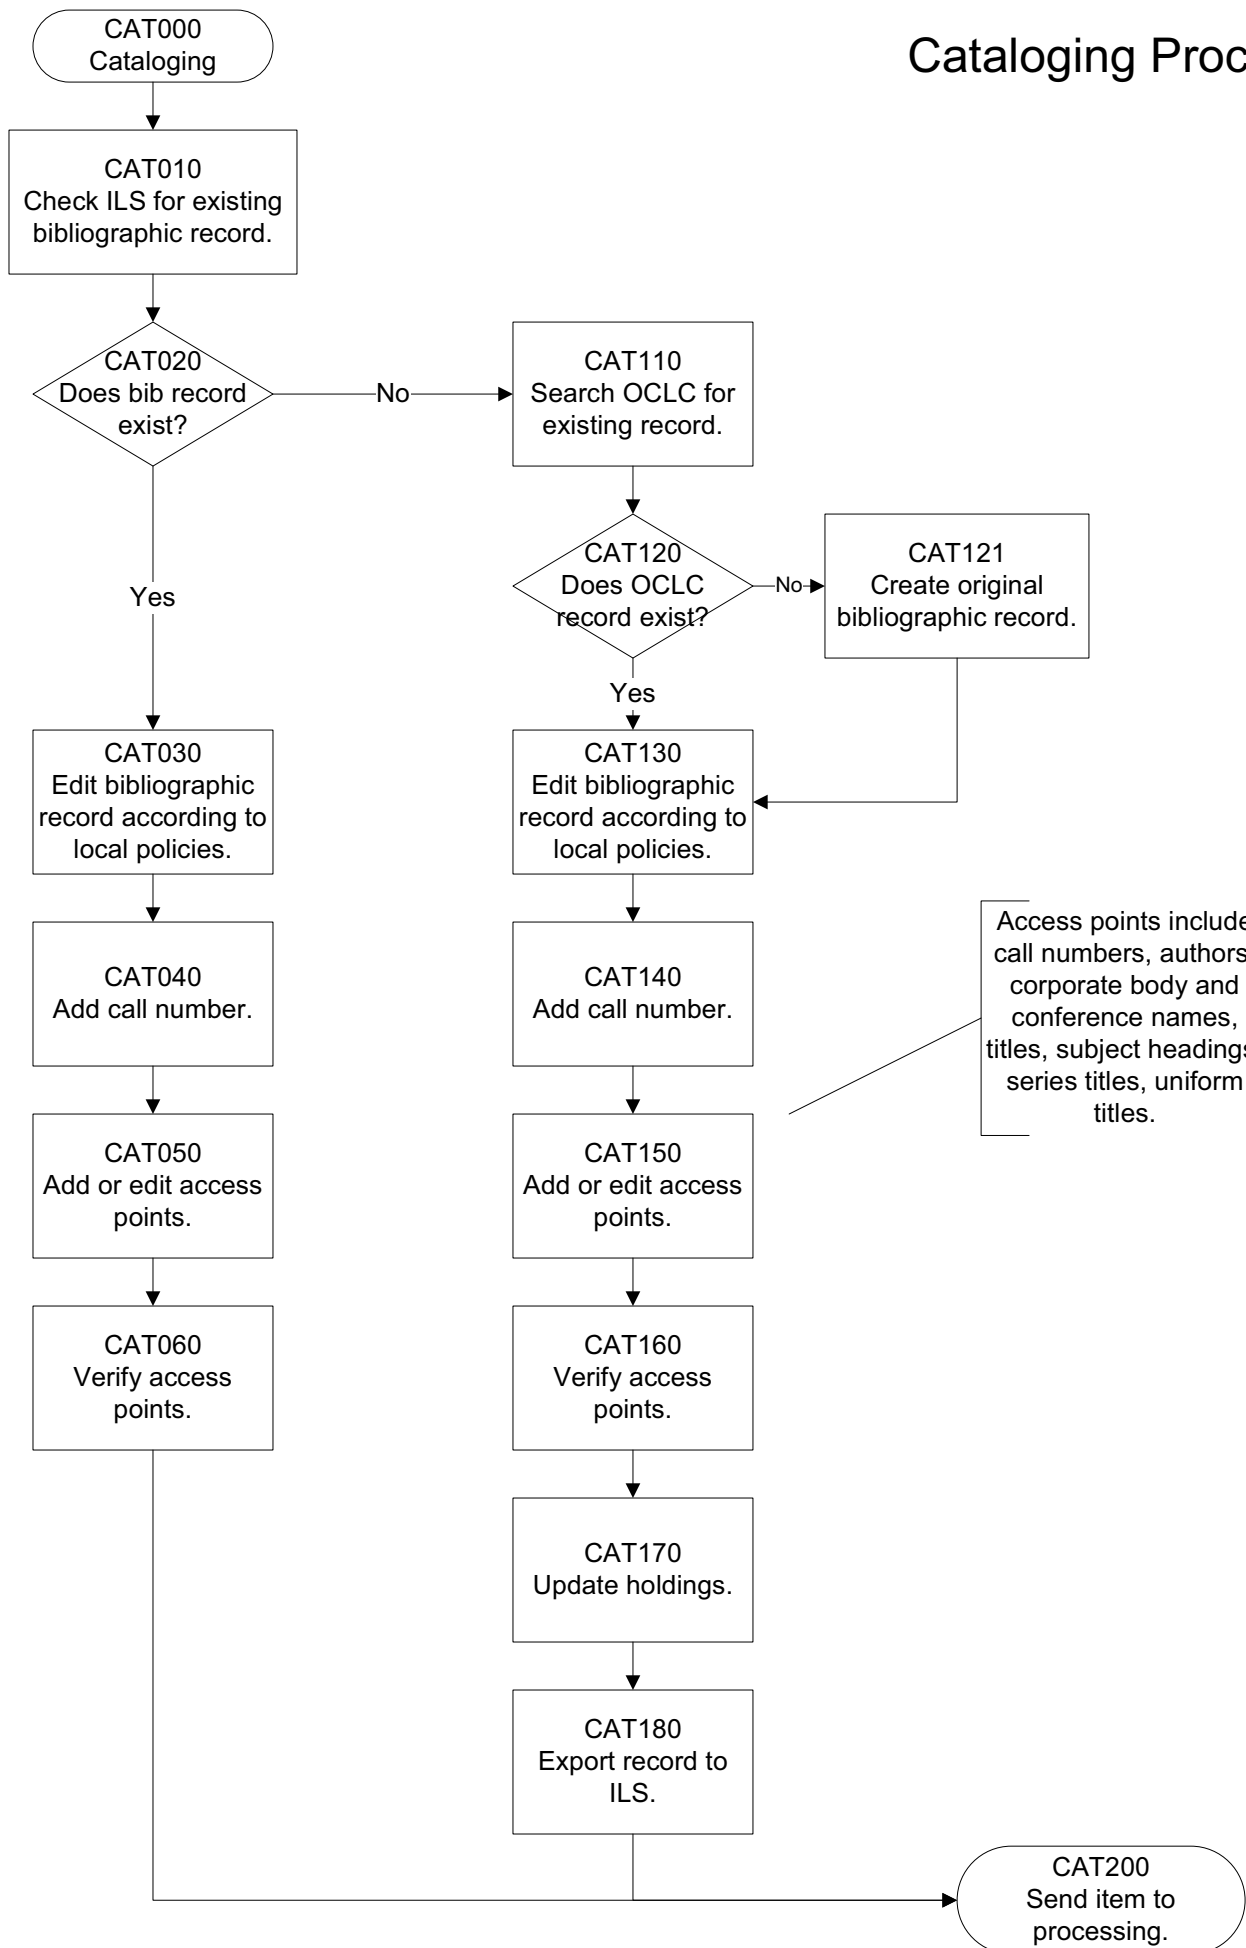 CAT000
Cataloging
Cataloging Proc
CAT010
Check ILS for existing
bibliographic record.
CAT020
Does bib record
exist?
No
CAT110
Search OCLC for
existing record.
CAT120
Does OCLC
record exist?
No
CAT121
Create original
bibliographic record.
Yes
Yes
CAT030
Edit bibliographic
record according to
local policies.
CAT130
Edit bibliographic
record according to
local policies.
CAT040
Add call number.
CAT140
Add call number.
Access points include
call numbers, authors
corporate body and
conference names,
titles, subject headings
series titles, uniform
titles.
CAT050
Add or edit access
points.
CAT150
Add or edit access
points.
CAT060
Verify access
points.
CAT160
Verify access
points.
CAT170
Update holdings.
CAT180
Export record to
ILS.
CAT200
Send item to
processing.